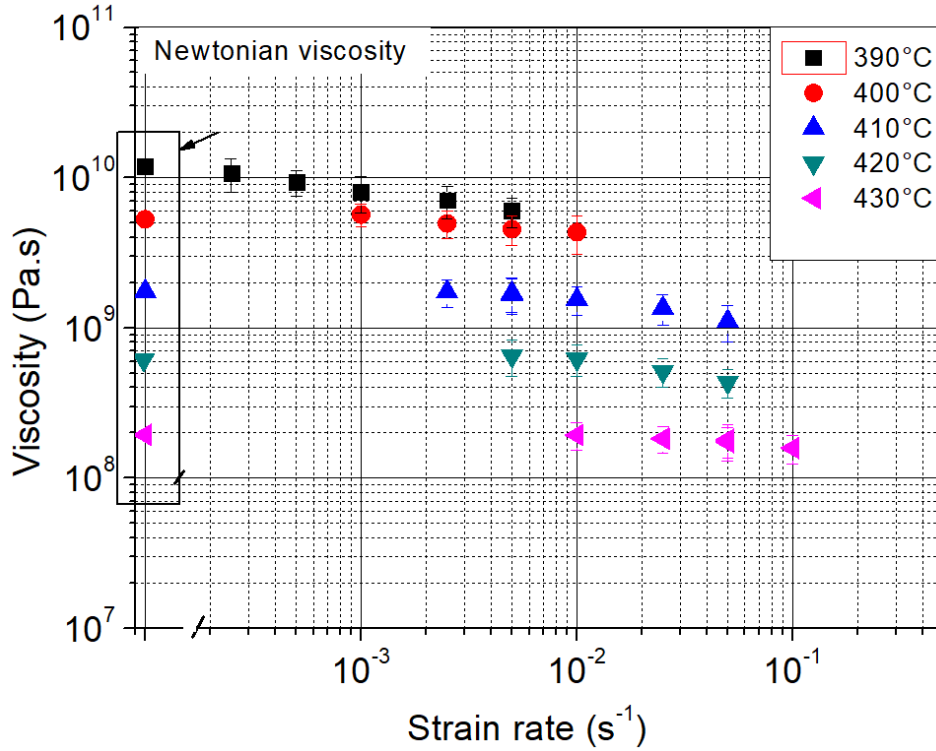 Newtonian viscosity
390°C
400°C
410°C
420°C
430°C
10¹¹
10¹⁰
10⁹
10⁸
10⁷
Viscosity (Pa.s)
10⁻³
10⁻²
10⁻¹
Strain rate (s⁻¹)